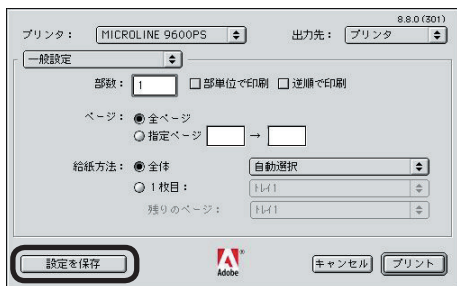 8.8.0 (301)
プリンタ： MICROLINE 9600PS 出力先： プリンタ
一般設定
部数： 1 部単位で印刷 逆順で印刷
ページ： 全ページ
指定ページ →
給紙方法： 全体 自動選択
1 枚目： トレイ1
残りのページ： トレイ1
設定を保存 Adobe キャンセル プリント